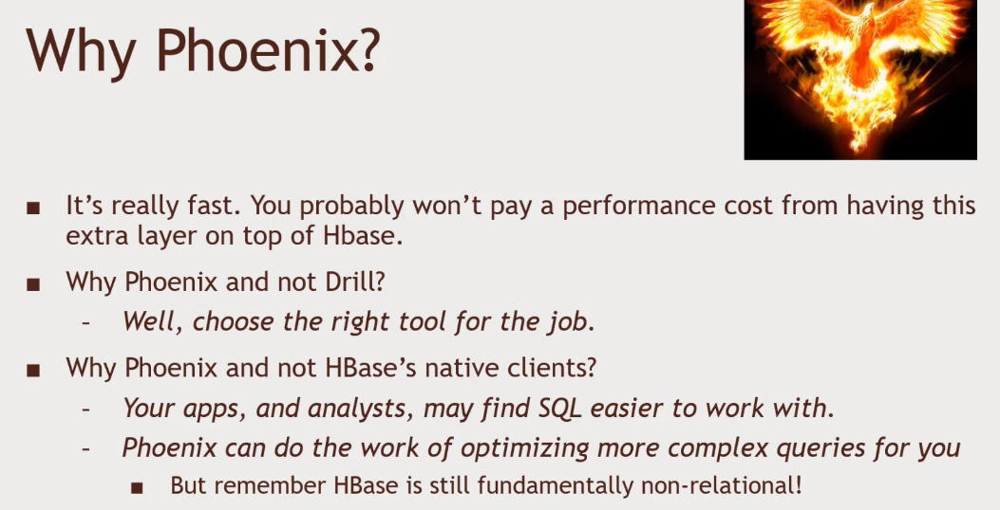 Why Phoenix?
■ It’s really fast. You probably won’t pay a performance cost from having this
extra layer on top of Hbase.
■ Why Phoenix and not Drill?
– Well, choose the right tool for the job.
■ Why Phoenix and not HBase’s native clients?
– Your apps, and analysts, may find SQL easier to work with.
– Phoenix can do the work of optimizing more complex queries for you
■ But remember HBase is still fundamentally non-relational!